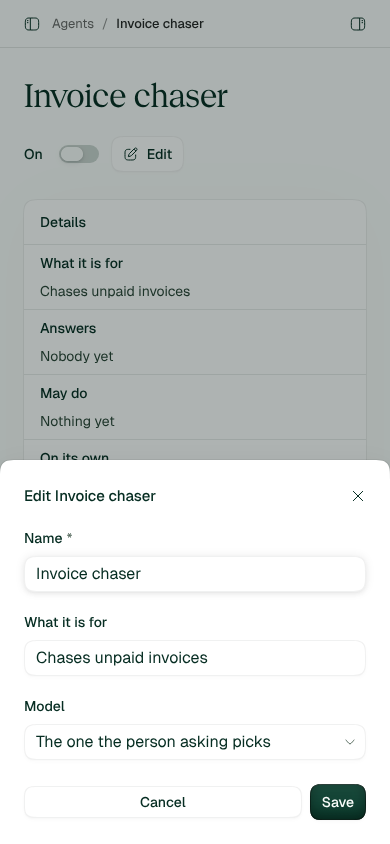 Agents / Invoice chaser
Invoice chaser
On
Edit
Details
What it is for
Chases unpaid invoices
Answers
Nobody yet
May do
Nothing yet
On its own
Edit Invoice chaser
Name *
Invoice chaser
What it is for
Chases unpaid invoices
Model
The one the person asking picks
Cancel
Save